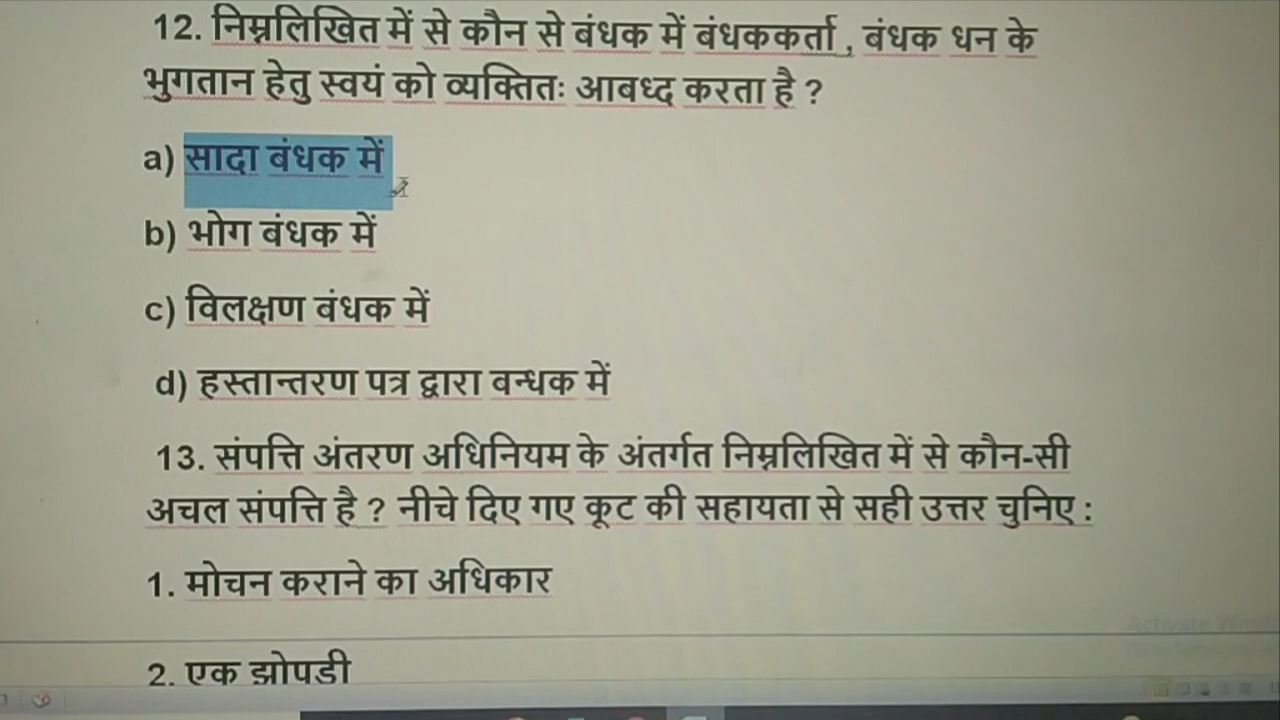 12. निम्नलिखित में से कौन से बंधक में बंधककर्ता , बंधक धन के
भुगतान हेतु स्वयं को व्यक्तितः आबध्द करता है ?
a) सादा बंधक में
b) भोग बंधक में
c) विलक्षण बंधक में
d) हस्तान्तरण पत्र द्वारा बन्धक में
13. संपत्ति अंतरण अधिनियम के अंतर्गत निम्नलिखित में से कौन-सी
अचल संपत्ति है ? नीचे दिए गए कूट की सहायता से सही उत्तर चुनिए :
1. मोचन कराने का अधिकार
2. एक झोपडी